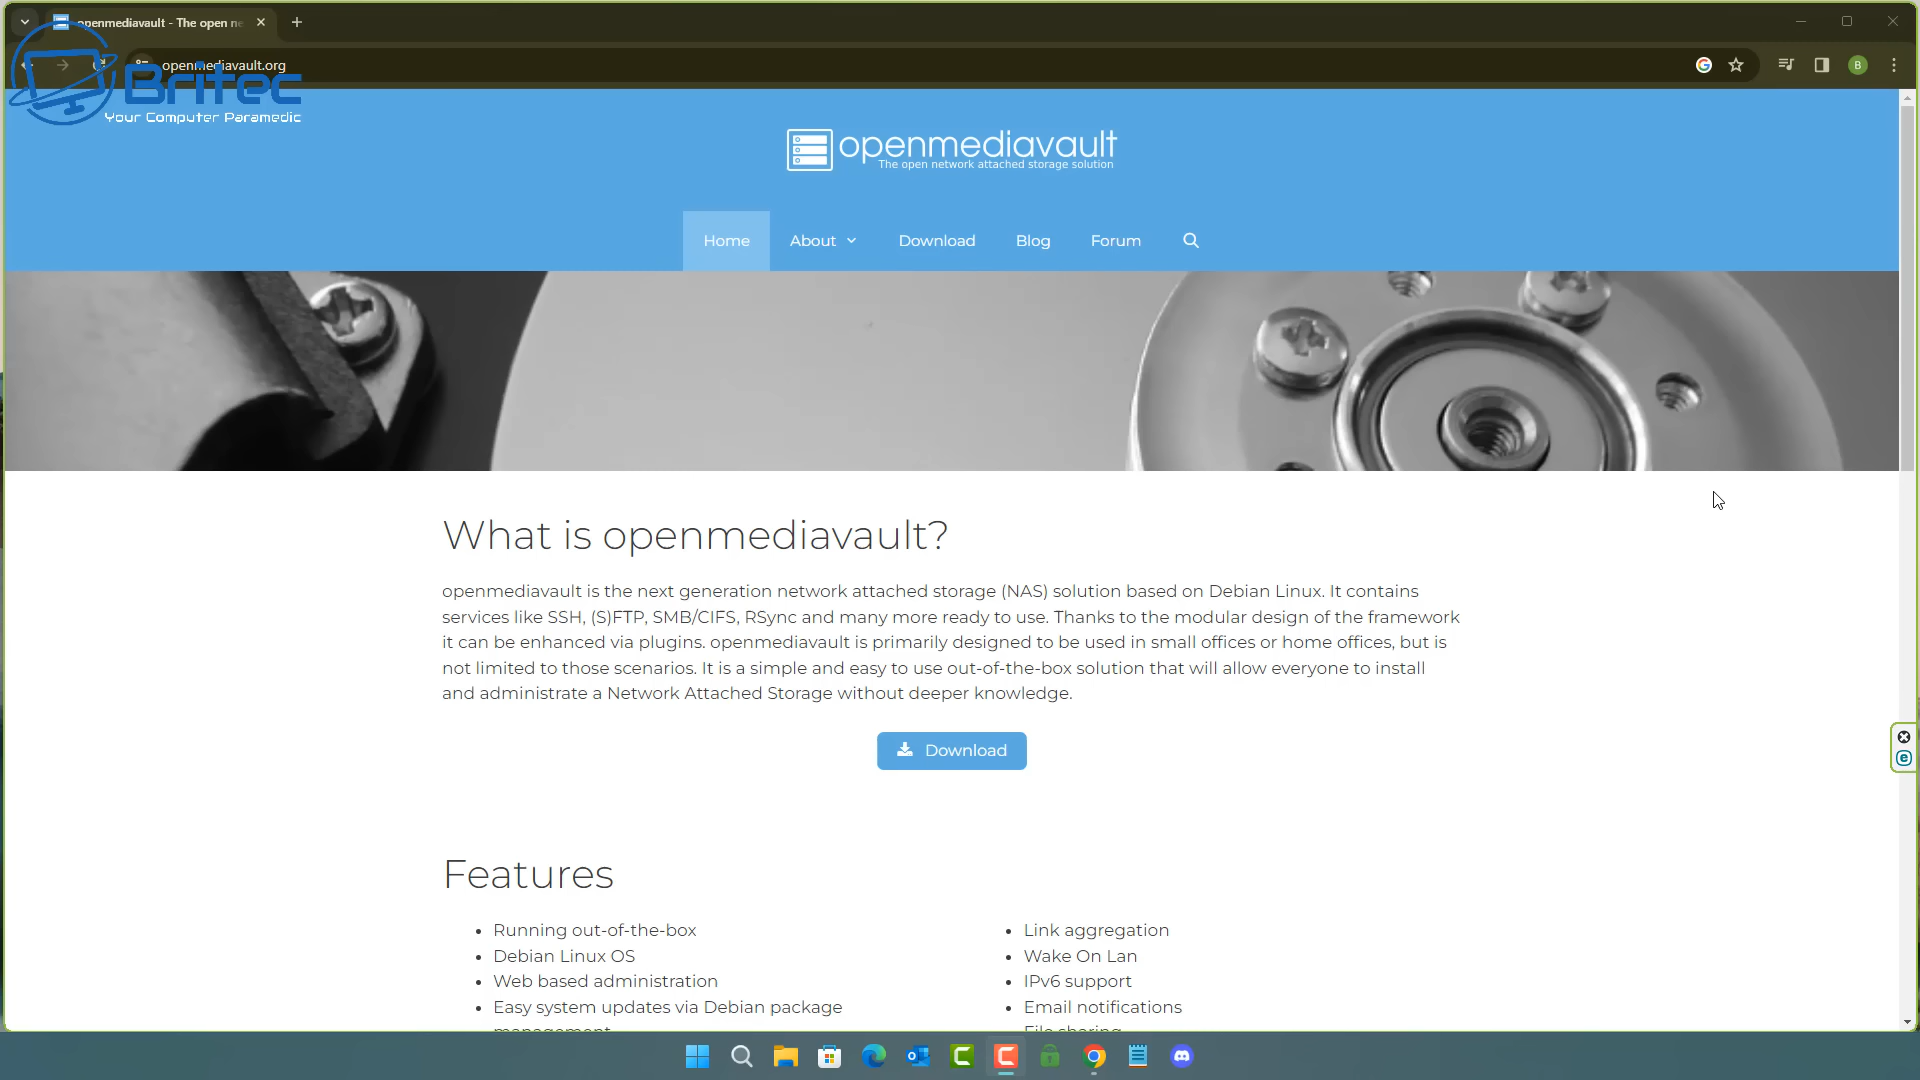 openmediavault - The open ne
openmediavault.org
B
Britec
Your Computer Paramedic
openmediavault
The open network attached storage solution
Home
About
Download
Blog
Forum
What is openmediavault?
openmediavault is the next generation network attached storage (NAS) solution based on Debian Linux. It contains
services like SSH, (S)FTP, SMB/CIFS, RSync and many more ready to use. Thanks to the modular design of the framework
it can be enhanced via plugins. openmediavault is primarily designed to be used in small offices or home offices, but is
not limited to those scenarios. It is a simple and easy to use out-of-the-box solution that will allow everyone to install
and administrate a Network Attached Storage without deeper knowledge.
Download
Features
Running out-of-the-box
Debian Linux OS
Web based administration
Easy system updates via Debian package
management
Link aggregation
Wake On Lan
IPv6 support
Email notifications
File sharing